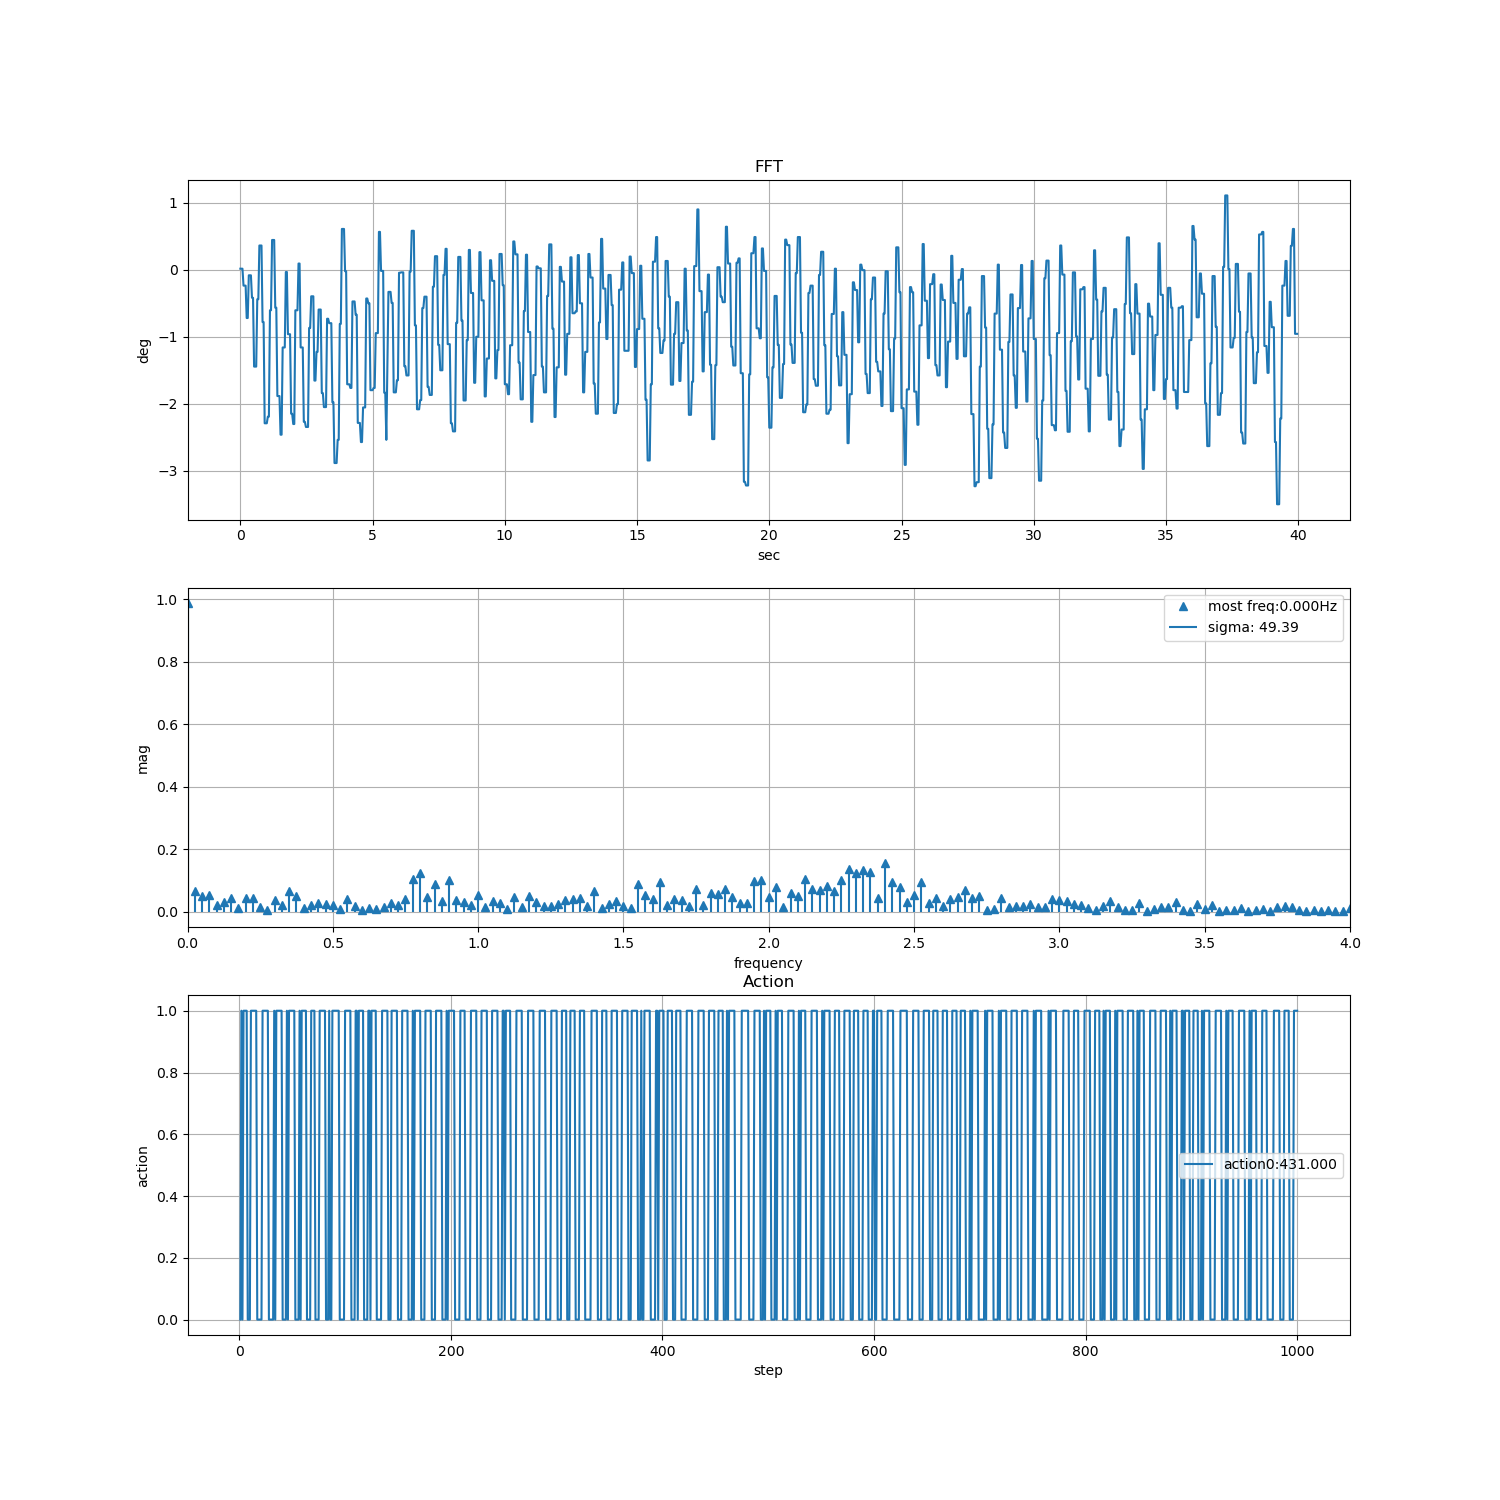 FFT
1
0
−1
−2
−3
deg
0 5 10 15 20 25 30 35 40
sec
1.0
0.8
0.6
0.4
0.2
0.0
mag
most freq:0.000Hz
sigma: 49.39
0.0 0.5 1.0 1.5 2.0 2.5 3.0 3.5 4.0
frequency
Action
1.0
0.8
0.6
0.4
0.2
0.0
action
action0:431.000
0 200 400 600 800 1000
step